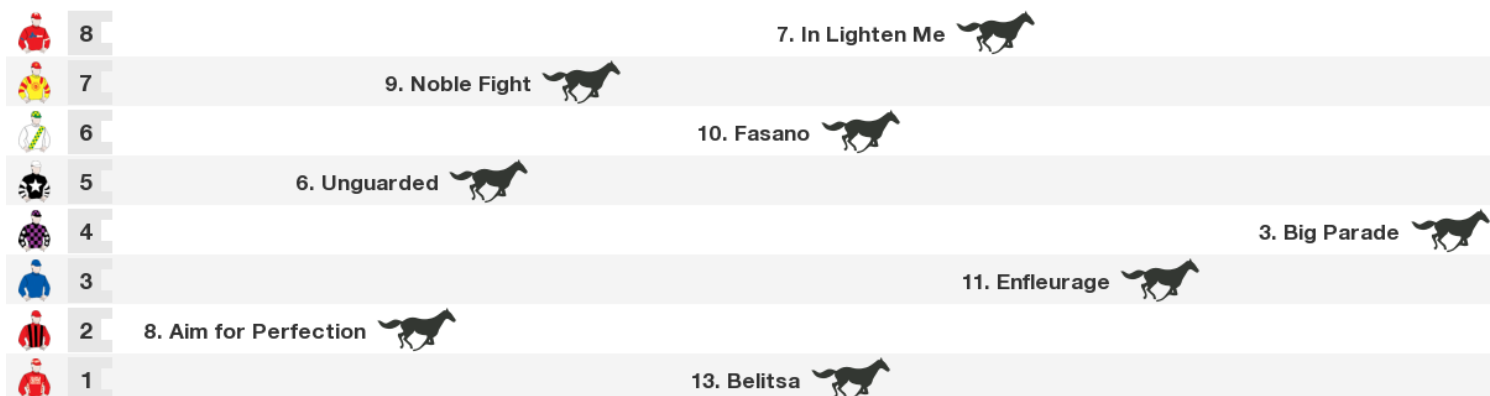 8 7. In Lighten Me
7 9. Noble Fight
6 10. Fasano
5 6. Unguarded
4 3. Big Parade
3 11. Enfleurage
2 8. Aim for Perfection
1 13. Belitsa